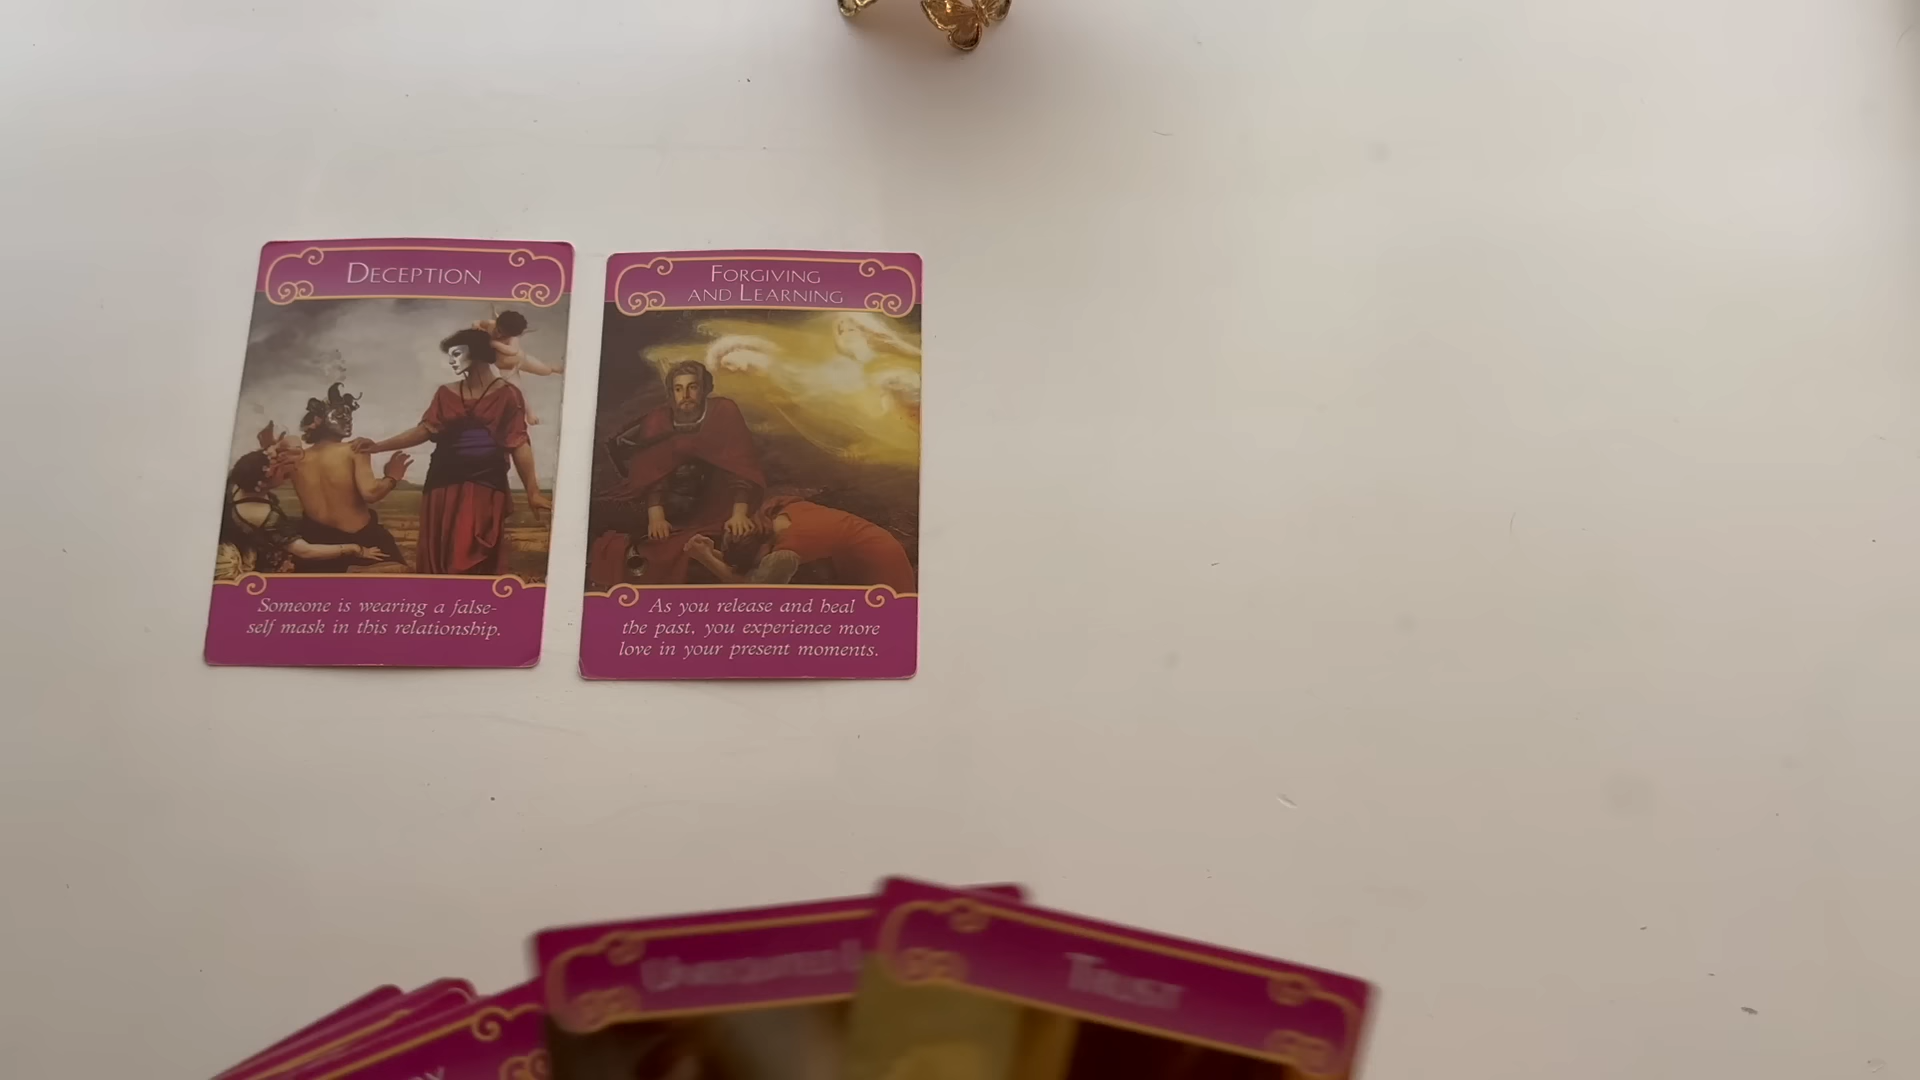 DECEPTION
Someone is wearing a false-
self mask in this relationship.
FORGIVING
AND LEARNING
As you release and heal
the past, you experience more
love in your present moments.
TRUST